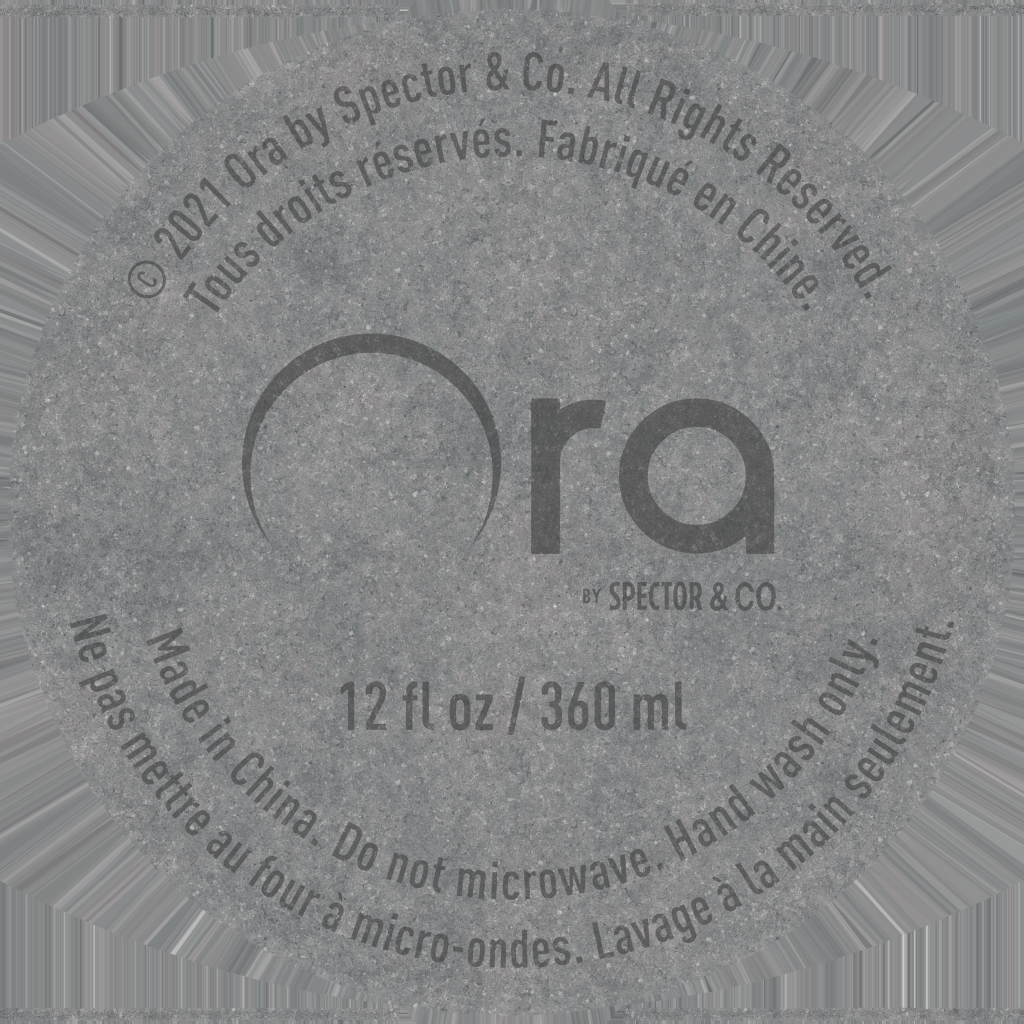 © 2021 Ora by Spector & Co. All Rights Reserved.
Tous droits réservés. Fabriqué en Chine.
Ora
BY SPECTOR & CO.
12 fl oz / 360 ml
Made in China. Do not microwave. Hand wash only.
Ne pas mettre au four à micro-ondes. Lavage à la main seulement.